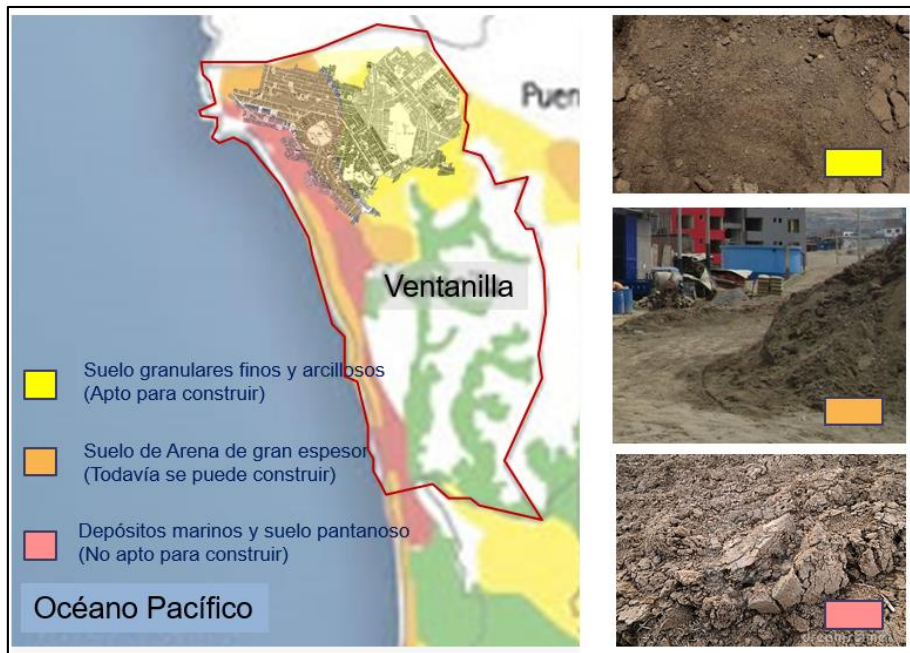 Puen
Ventanilla
Suelo granulares finos y arcillosos
(Apto para construir)
Suelo de Arena de gran espesor
(Todavía se puede construir)
Depósitos marinos y suelo pantanoso
(No apto para construir)
Océano Pacífico